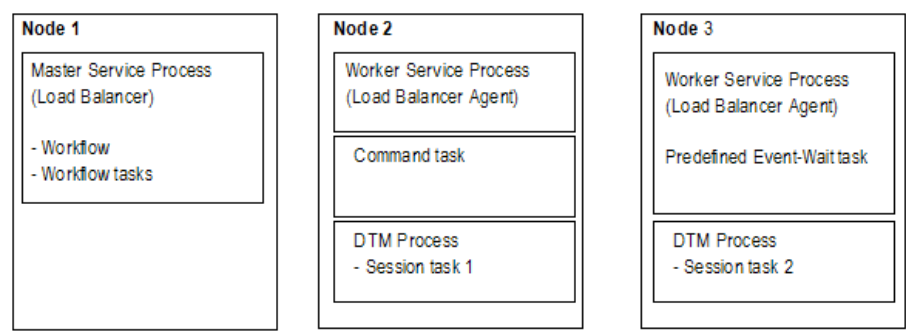 Node 1
Master Service Process
(Load Balancer)
- Workflow
- Workflow tasks
Node 2
Worker Service Process
(Load Balancer Agent)
Command task
DTM Process
- Session task 1
Node 3
Worker Service Process
(Load Balancer Agent)
Predefined Event-Wait task
DTM Process
- Session task 2